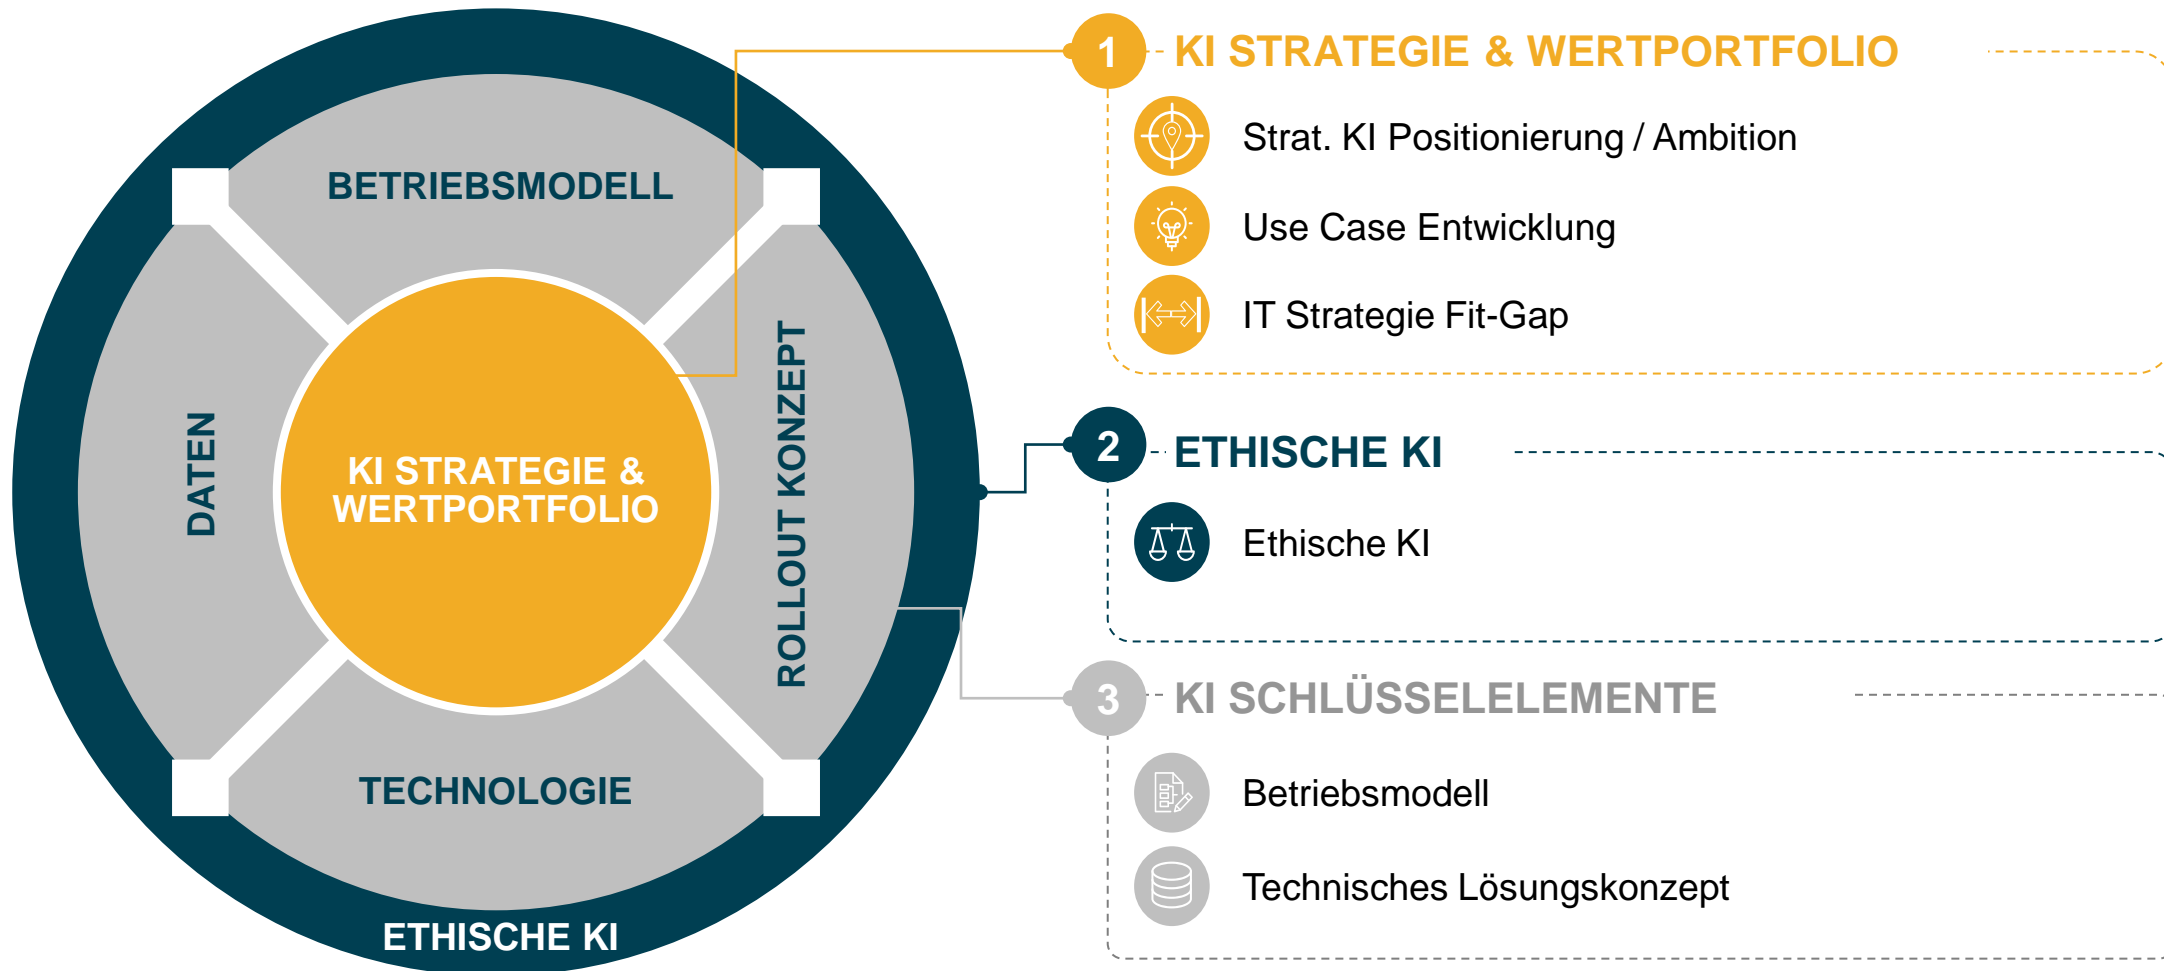 BETRIEBSMODELL
DATEN
KI STRATEGIE &
WERTPORTFOLIO
ROLLOUT KONZEPT
TECHNOLOGIE
ETHISCHE KI
1
KI STRATEGIE & WERTPORTFOLIO
Strat. KI Positionierung / Ambition
Use Case Entwicklung
IT Strategie Fit-Gap
2
ETHISCHE KI
Ethische KI
3
KI SCHLÜSSELELEMENTE
Betriebsmodell
Technisches Lösungskonzept